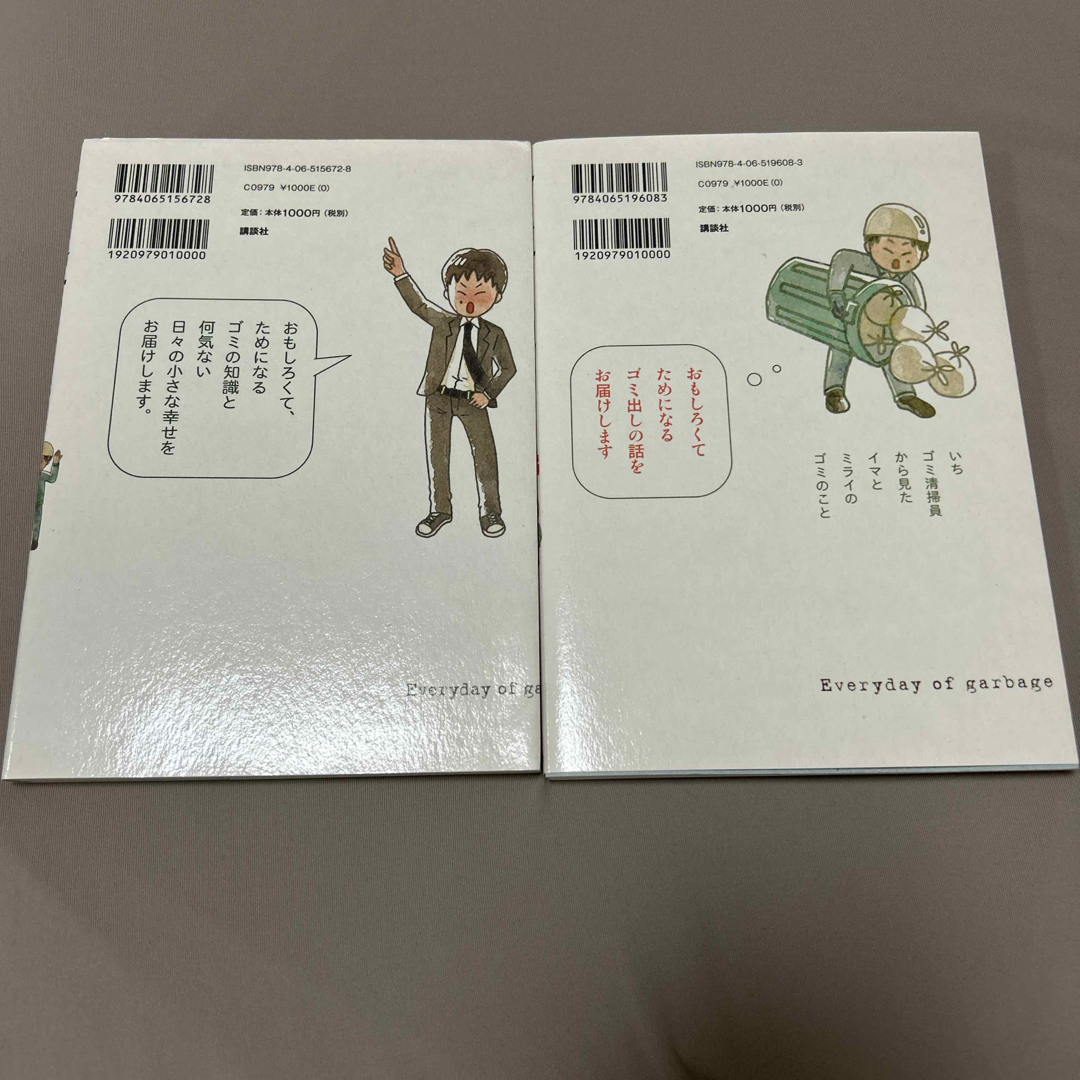 ISBN978-4-06-515672-8
9784065156728
C0979 ¥1000E(0)
定価:本体1000円(税別)
1920979010000
講談社
おもしろくて、
ためになる
ゴミの知識と
何気ない
日々の小さな幸せを
お届けします。
Everyday of ga
ISBN978-4-06-519608-3
9784065196083
C0979 ¥1000E(0)
定価:本体1000円(税別)
1920979010000
講談社
おもしろくて
ためになる
ゴミ出しの話を
お届けします
いち
ゴミ清掃員
から見た
イマと
ミライの
ゴミのこと
Everyday of garbage